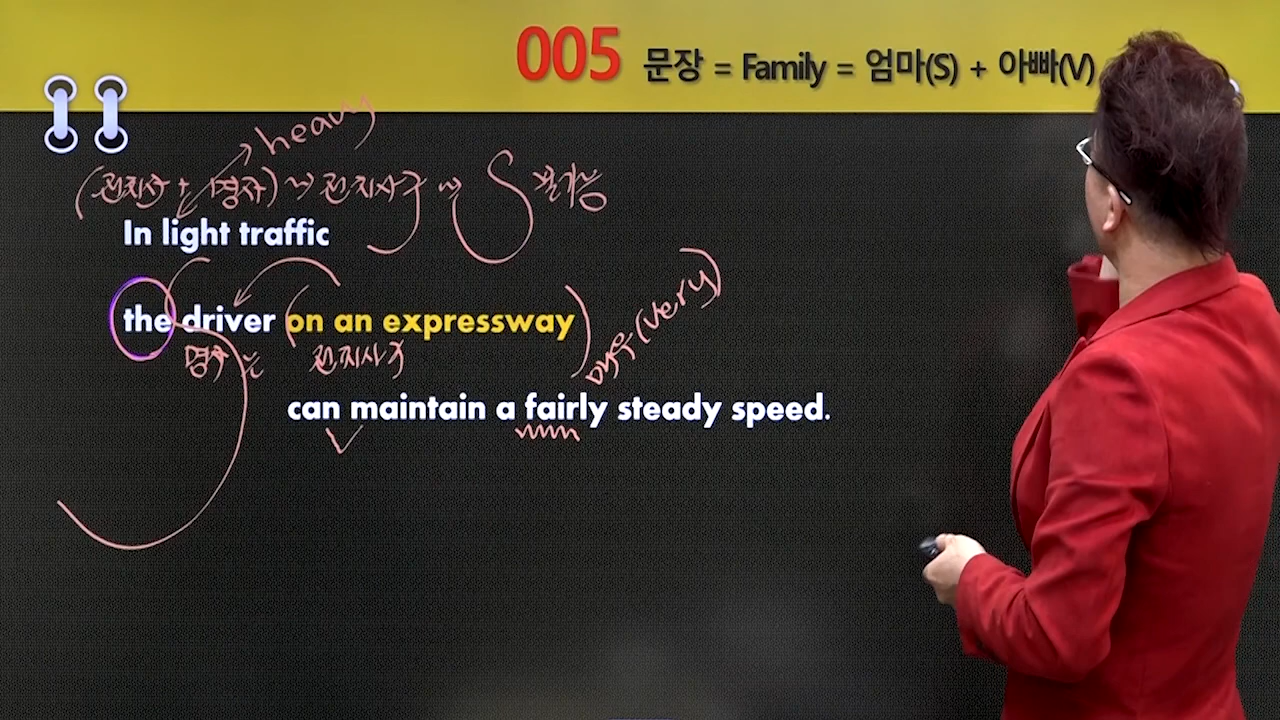 005 문장 = Family = 엄마(S) + 아빠(V)
heavy
(전치사 + 명사) ~ 전치사구 ~ S 불가능
In light traffic
the driver on an expressway
명주는 전치사구 매우(very)
can maintain a fairly steady speed.
V